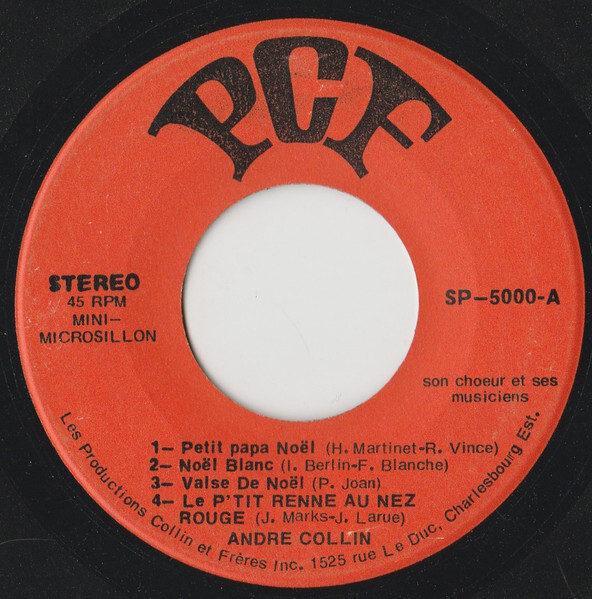 PCF
STEREO
45 RPM
MINI-
MICROSILLON
SP-5000-A
son choeur et ses
musiciens
1- Petit papa Noël (H. Martinet-R. Vince)
2- Noël Blanc (I. Berlin-F. Blanche)
3- Valse De Noël (P. Joan)
4- Le P'TIT RENNE AU NEZ
ROUGE (J. Marks-J. Larue)
ANDRE COLLIN
Les Productions Collin et Frères Inc. 1525 rue Le Duc, Charlesbourg Est.